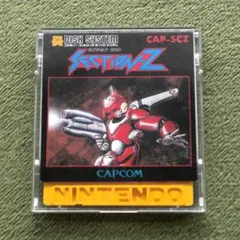 DISK SYSTEM
CAP-SCZ
SECTION Z
CAPCOM
NINTENDO